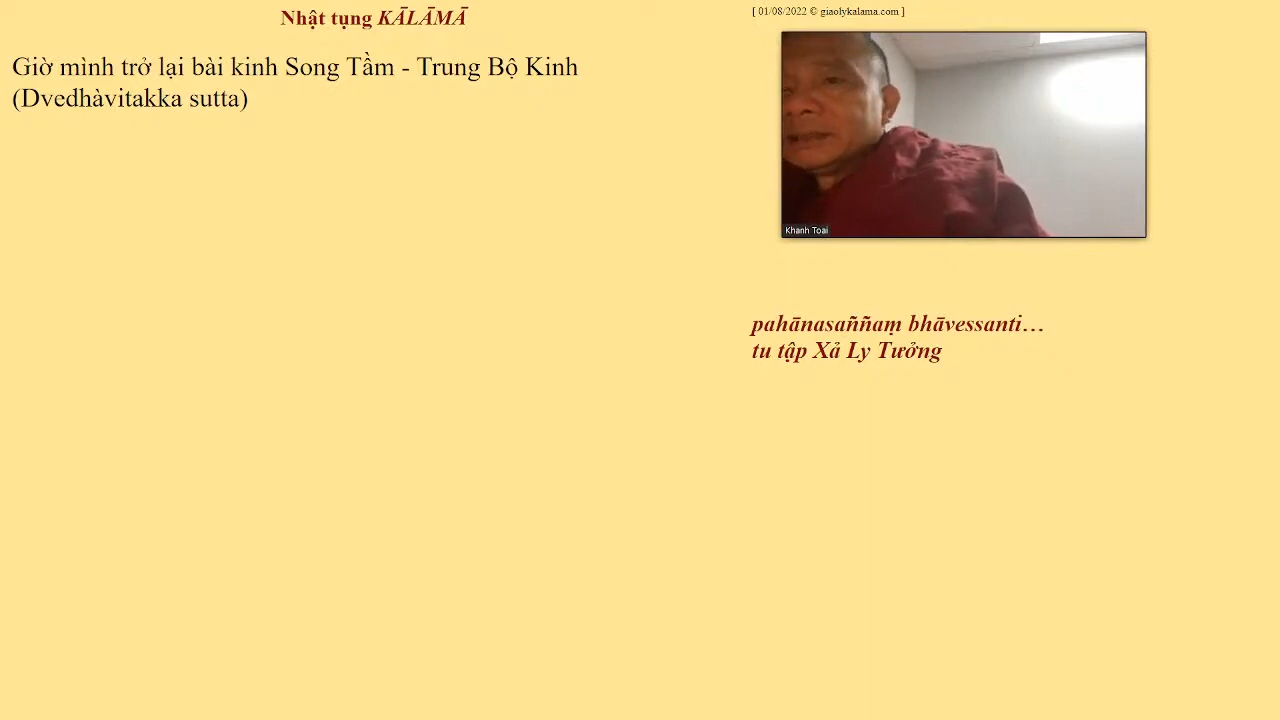 Nhật tụng KĀLĀMĀ
Giờ mình trở lại bài kinh Song Tầm - Trung Bộ Kinh
(Dvedhàvitakka sutta)
[ 01/08/2022 © giaolykalama.com ]
Khanh Toai
pahānasaññaṃ bhāvessanti…
tu tập Xả Ly Tưởng